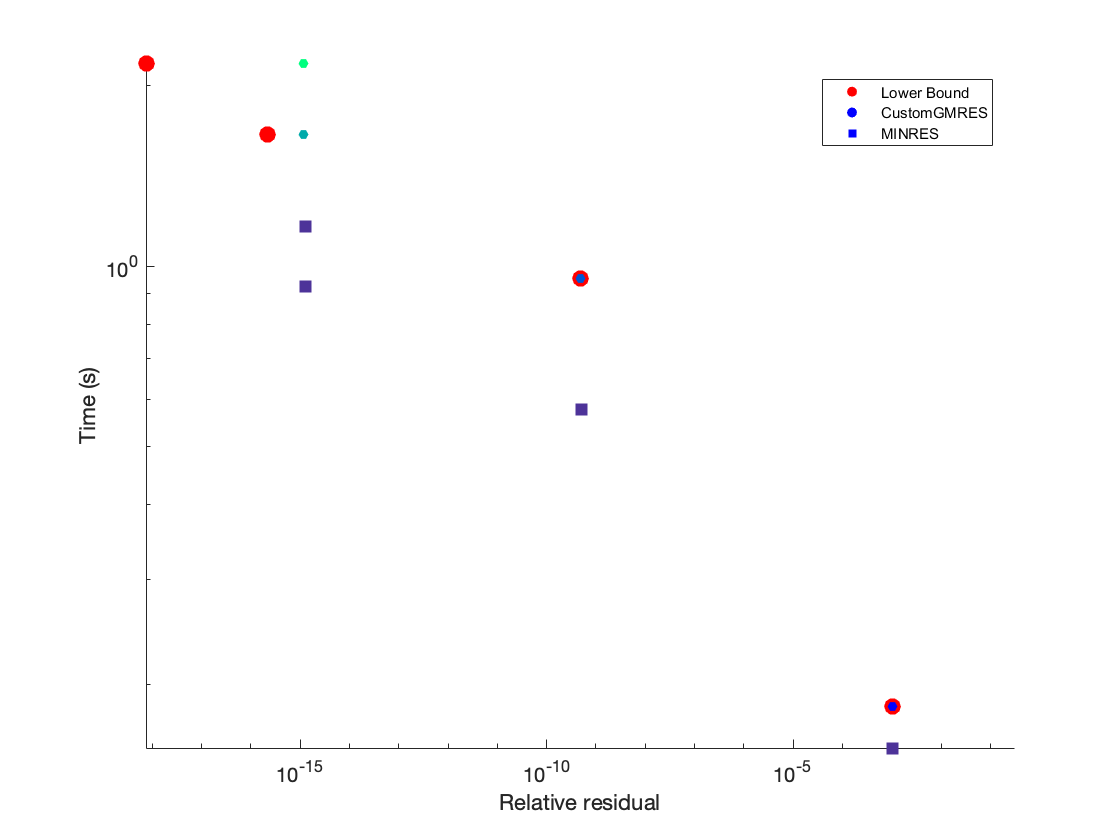 Lower Bound
CustomGMRES
MINRES
10^0
Time (s)
10^-15
10^-10
10^-5
Relative residual